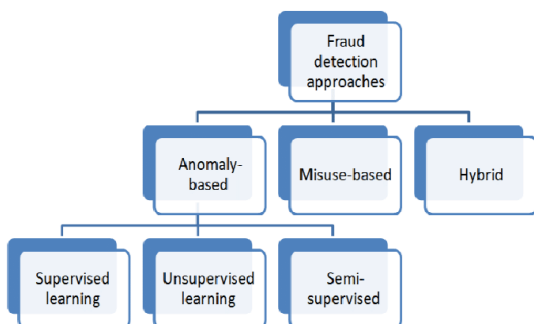 Fraud
detection
approaches
Anomaly-
based
Misuse-based
Hybrid
Supervised
learning
Unsupervised
learning
Semi-
supervised